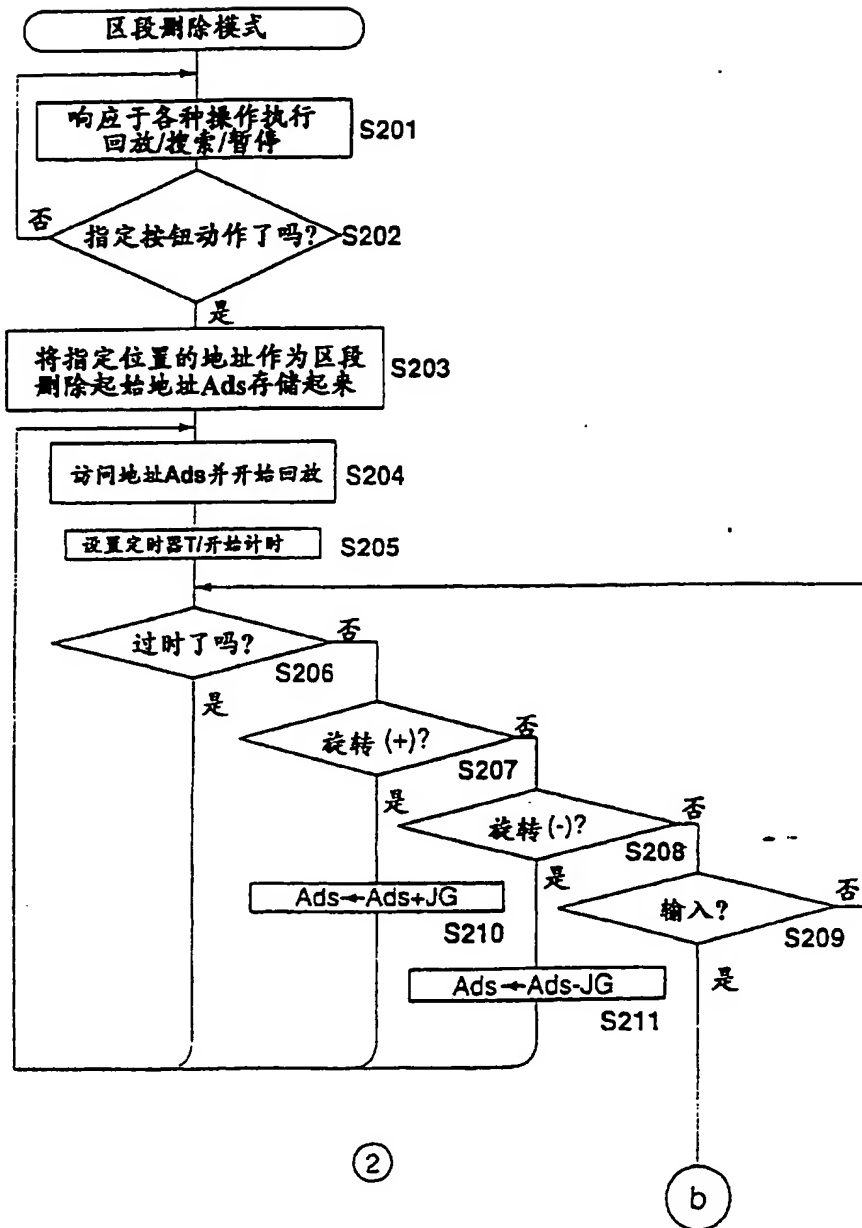 区段删除模式
响应于各种操作执行
回放/搜索/暂停
S201
否
指定按钮动作了吗?
S202
是
将指定位置的地址作为区段
删除起始地址Ads存储起来
S203
访问地址Ads并开始回放
S204
设置定时器T/开始计时
S205
过时了吗?
否
S206
是
旋转(+)?
否
S207
是
旋转(-)?
否
S208
是
输入?
否
S209
是
Ads←Ads+JG
S210
Ads←Ads-JG
S211
②
b